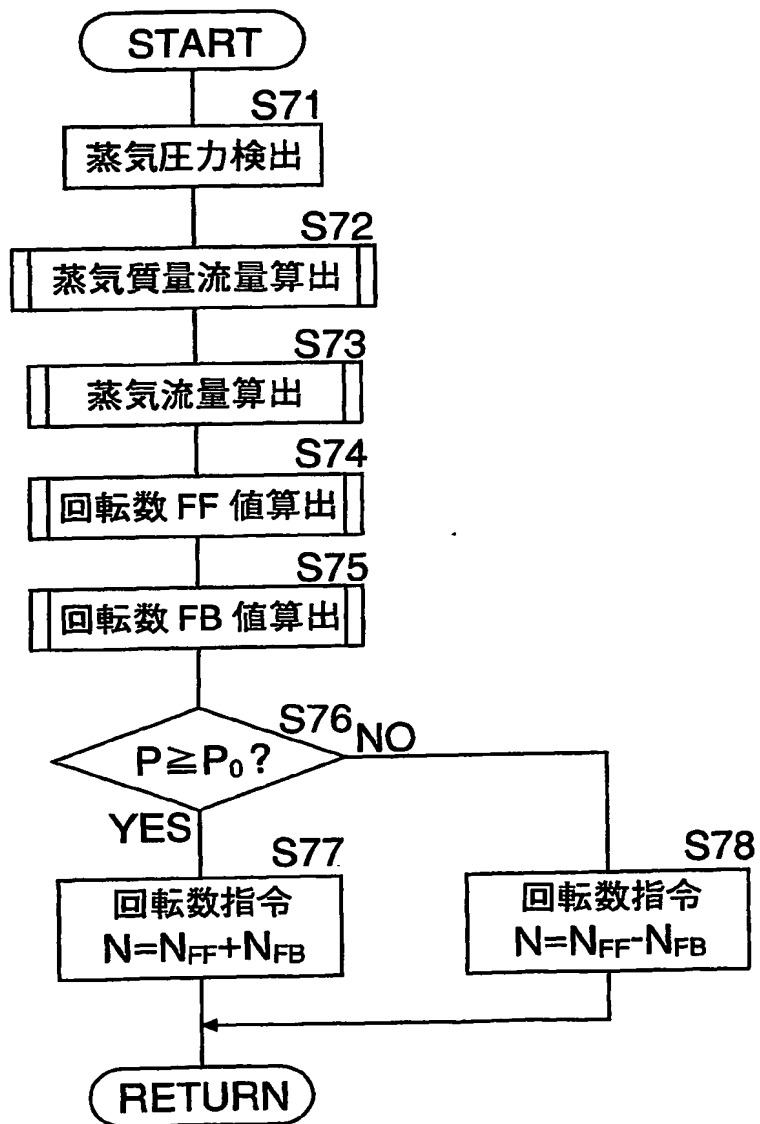 START
S71
蒸気圧力検出
S72
蒸気質量流量算出
S73
蒸気流量算出
S74
回転数 FF 値算出
S75
回転数 FB 値算出
S76
NO
P≧P₀?
YES
S77
回転数指令
N=NFF+NFB
S78
回転数指令
N=NFF-NFB
RETURN